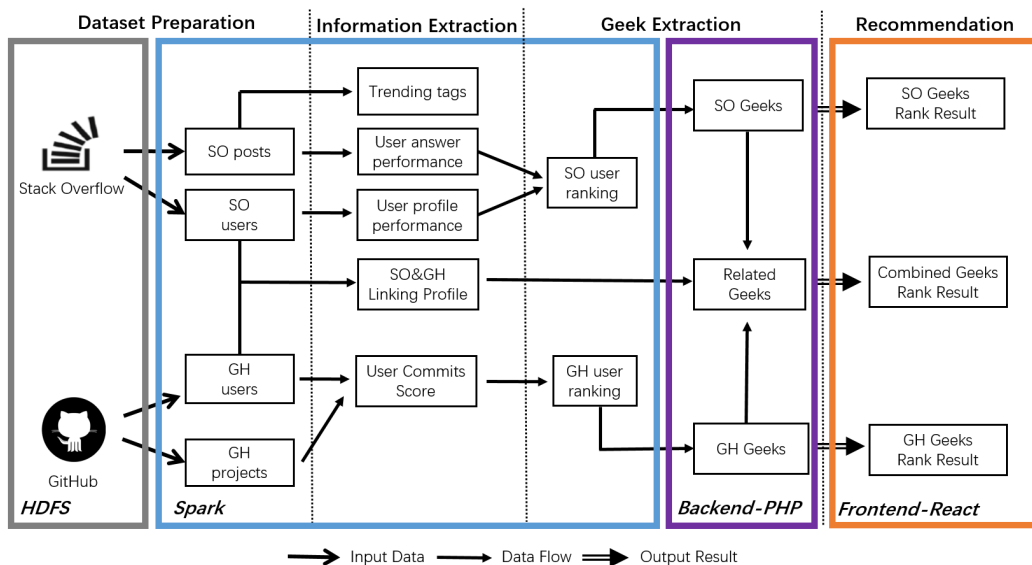 Dataset Preparation
Information Extraction
Geek Extraction
Recommendation
Stack Overflow
GitHub
HDFS
SO posts
SO
users
GH
users
GH
projects
Spark
Trending tags
User answer
performance
User profile
performance
SO&GH
Linking Profile
User Commits
Score
SO user
ranking
GH user
ranking
SO Geeks
Related
Geeks
GH Geeks
Backend-PHP
SO Geeks
Rank Result
Combined Geeks
Rank Result
GH Geeks
Rank Result
Frontend-React
Input Data
Data Flow
Output Result